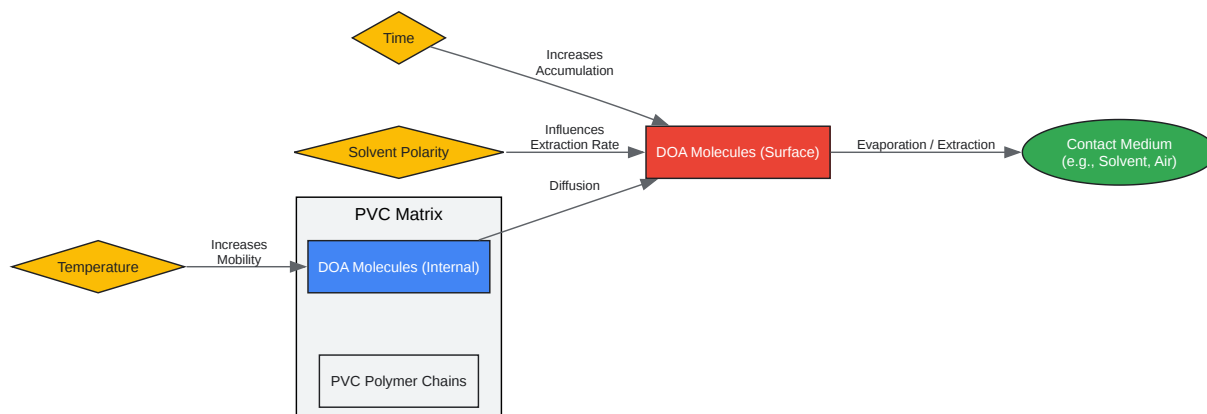 Time
Increases
Accumulation
Solvent Polarity
Influences
Extraction Rate
DOA Molecules (Surface)
Evaporation / Extraction
Contact Medium
(e.g., Solvent, Air)
Diffusion
PVC Matrix
Temperature
Increases
Mobility
DOA Molecules (Internal)
PVC Polymer Chains